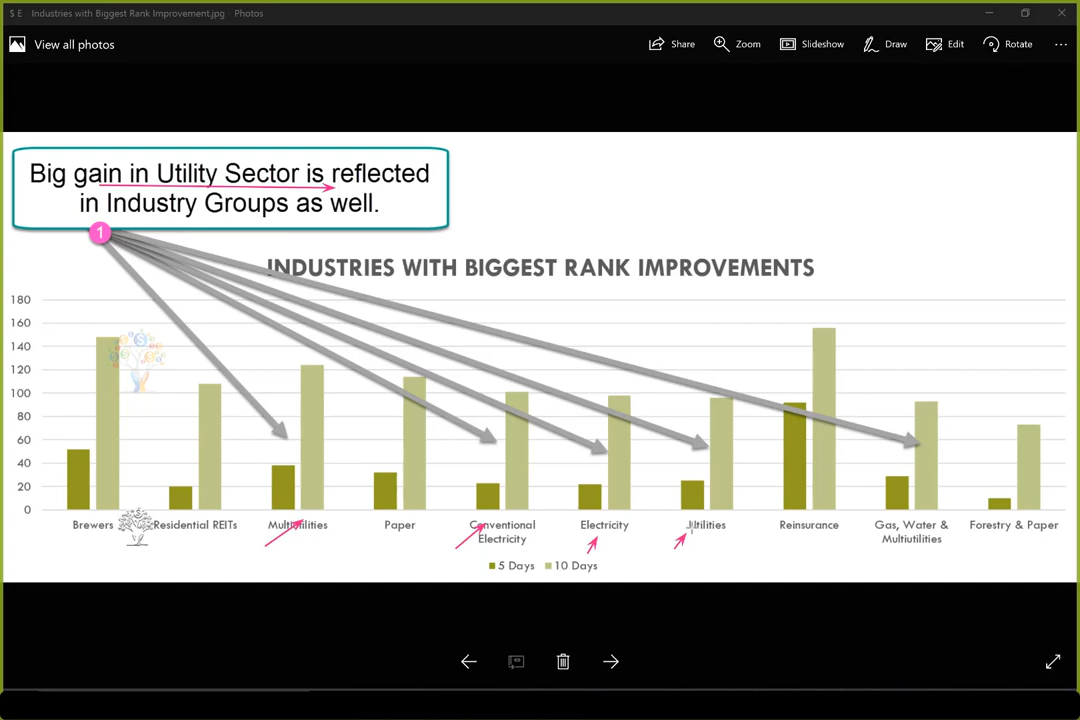 $ E - Industries with Biggest Rank Improvement.jpg Photos
View all photos
Share Zoom Slideshow Draw Edit Rotate
Big gain in Utility Sector is reflected
in Industry Groups as well.
1
INDUSTRIES WITH BIGGEST RANK IMPROVEMENTS
180
160
140
120
100
80
60
40
20
0
Brewers Residential REITs Multiutilities Paper Conventional Electricity Utilities Reinsurance Gas, Water & Forestry & Paper
Electricity Multiutilities
5 Days 10 Days